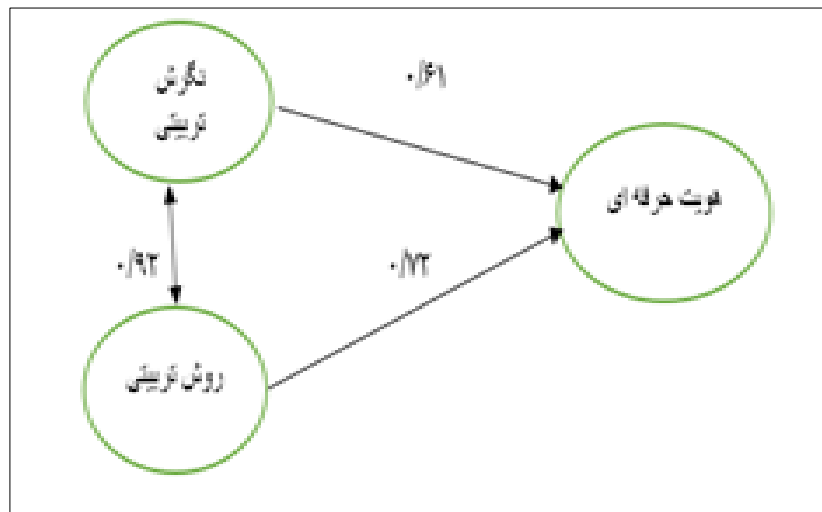 نگرش
تربیتی
۰/۶۱
هویت حرفه ای
۰/۹۲
۰/۷۲
روش تربیتی